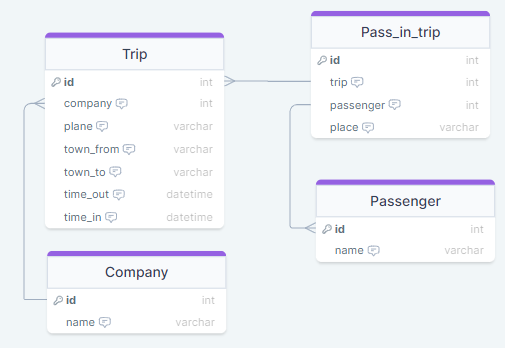 Trip
id int
company int
plane varchar
town_from varchar
town_to varchar
time_out datetime
time_in datetime
Pass_in_trip
id int
trip int
passenger int
place varchar
Passenger
id int
name varchar
Company
id int
name varchar